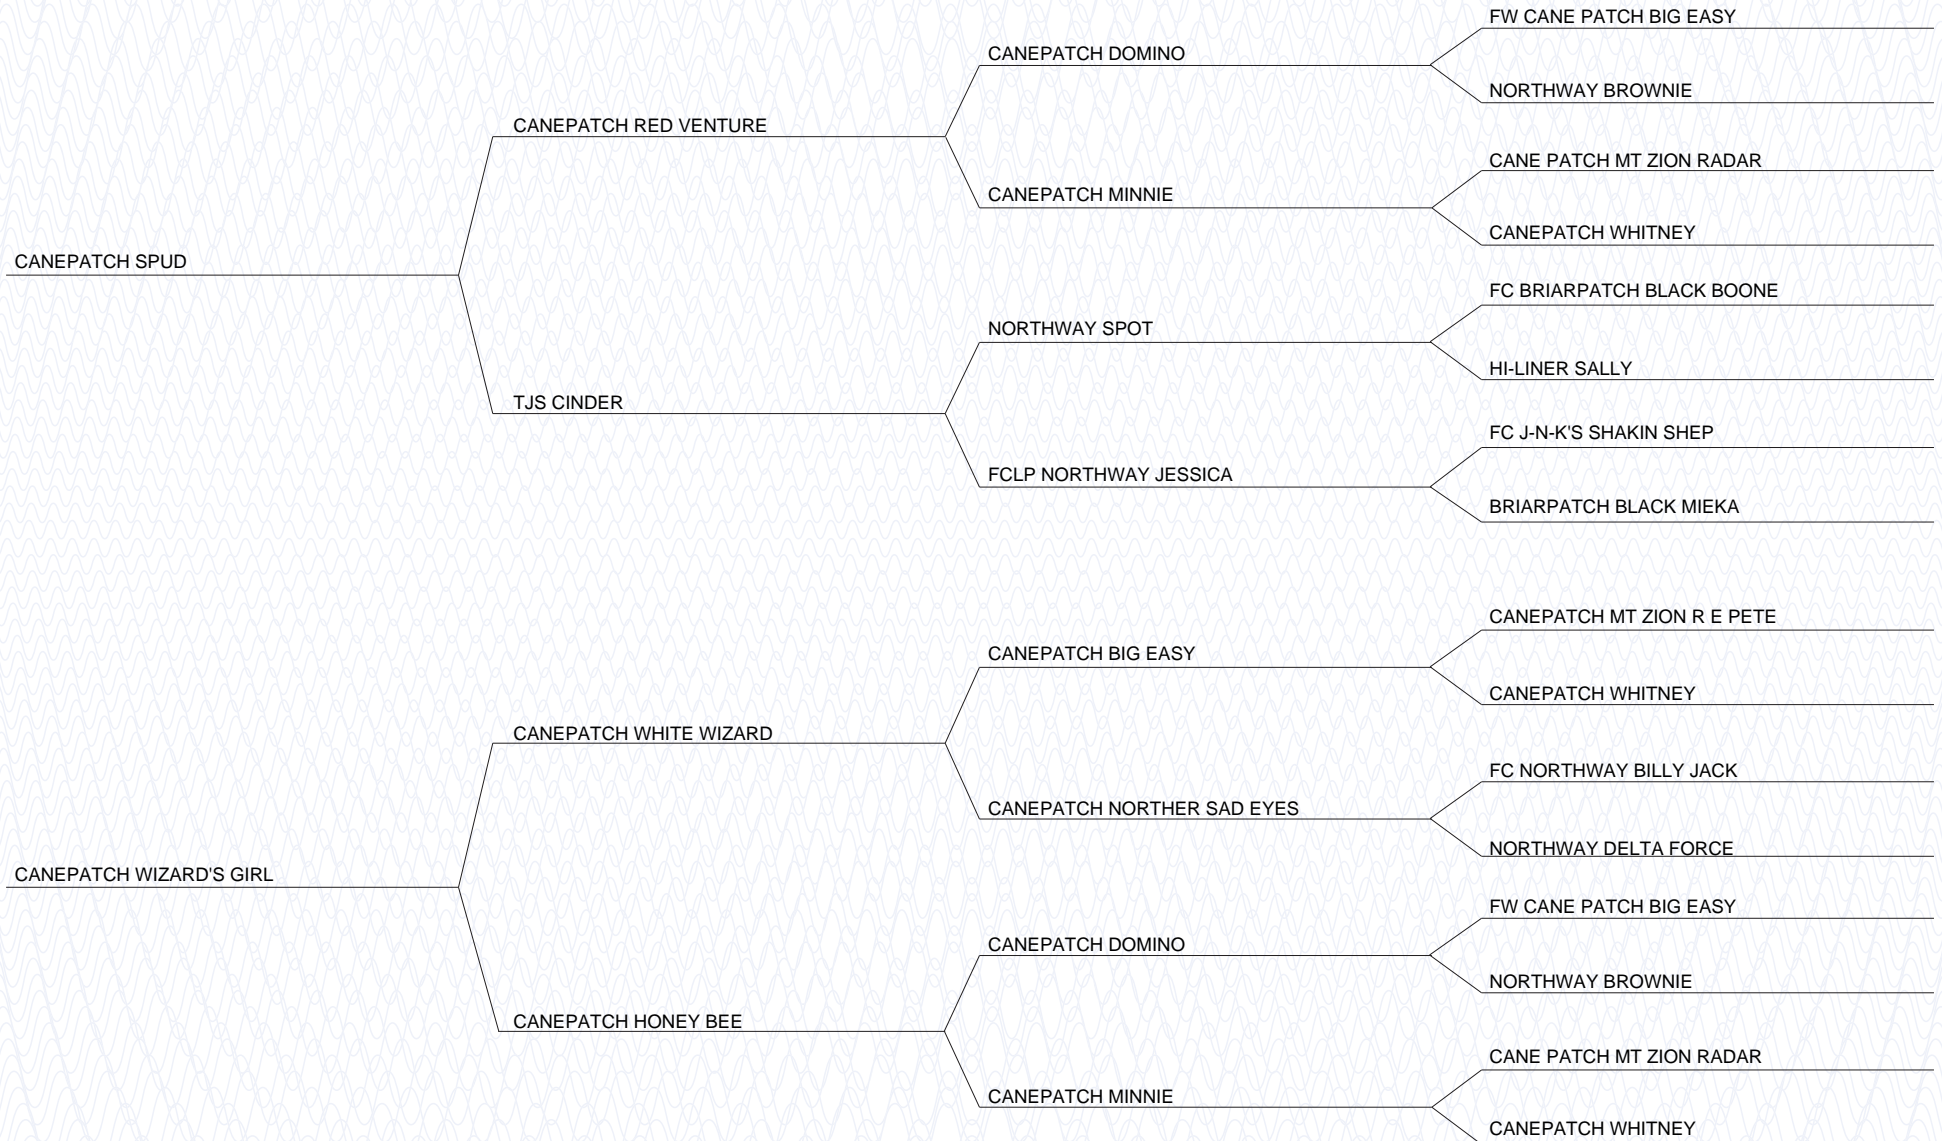 FW CANE PATCH BIG EASY
CANEPATCH DOMINO
NORTHWAY BROWNIE
CANEPATCH RED VENTURE
CANE PATCH MT ZION RADAR
CANEPATCH MINNIE
CANEPATCH WHITNEY
CANEPATCH SPUD
FC BRIARPATCH BLACK BOONE
NORTHWAY SPOT
HI-LINER SALLY
TJS CINDER
FC J-N-K'S SHAKIN SHEP
FCLP NORTHWAY JESSICA
BRIARPATCH BLACK MIEKA
CANEPATCH MT ZION R E PETE
CANEPATCH BIG EASY
CANEPATCH WHITNEY
CANEPATCH WHITE WIZARD
FC NORTHWAY BILLY JACK
CANEPATCH NORTHER SAD EYES
NORTHWAY DELTA FORCE
CANEPATCH WIZARD'S GIRL
FW CANE PATCH BIG EASY
CANEPATCH DOMINO
NORTHWAY BROWNIE
CANEPATCH HONEY BEE
CANE PATCH MT ZION RADAR
CANEPATCH MINNIE
CANEPATCH WHITNEY